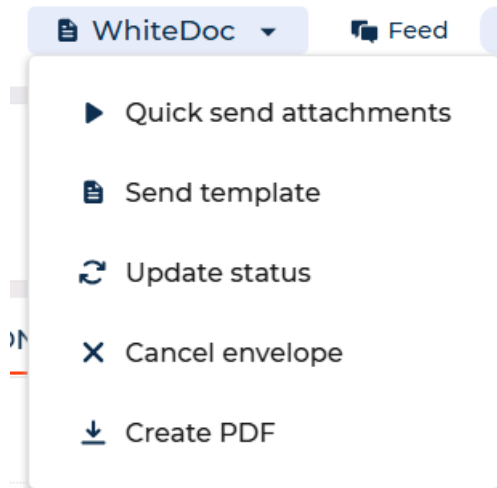 WhiteDoc Feed
Quick send attachments
Send template
Update status
Cancel envelope
Create PDF